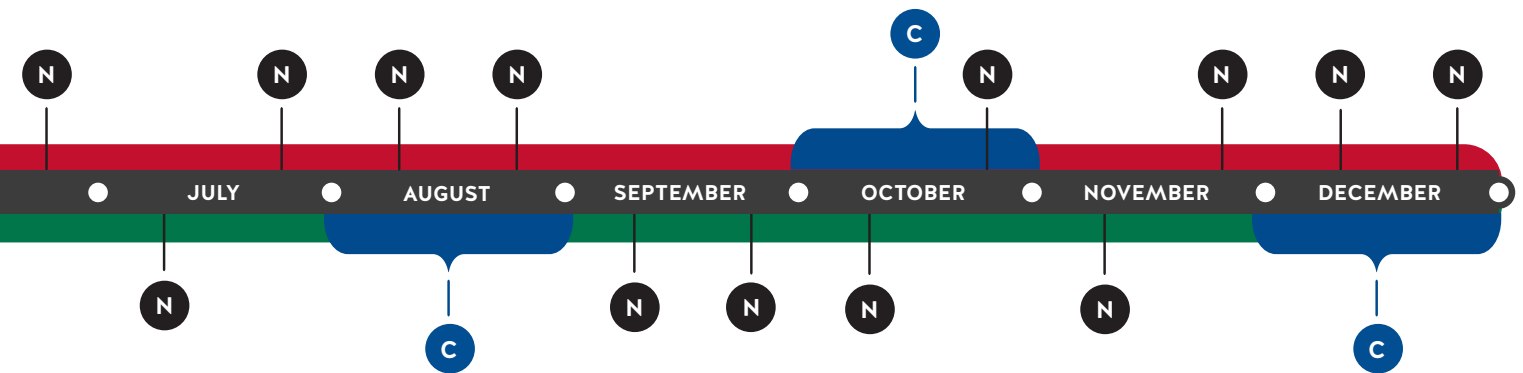 C
N N N N N N N N
JULY AUGUST SEPTEMBER OCTOBER NOVEMBER DECEMBER
N N N N N
C C